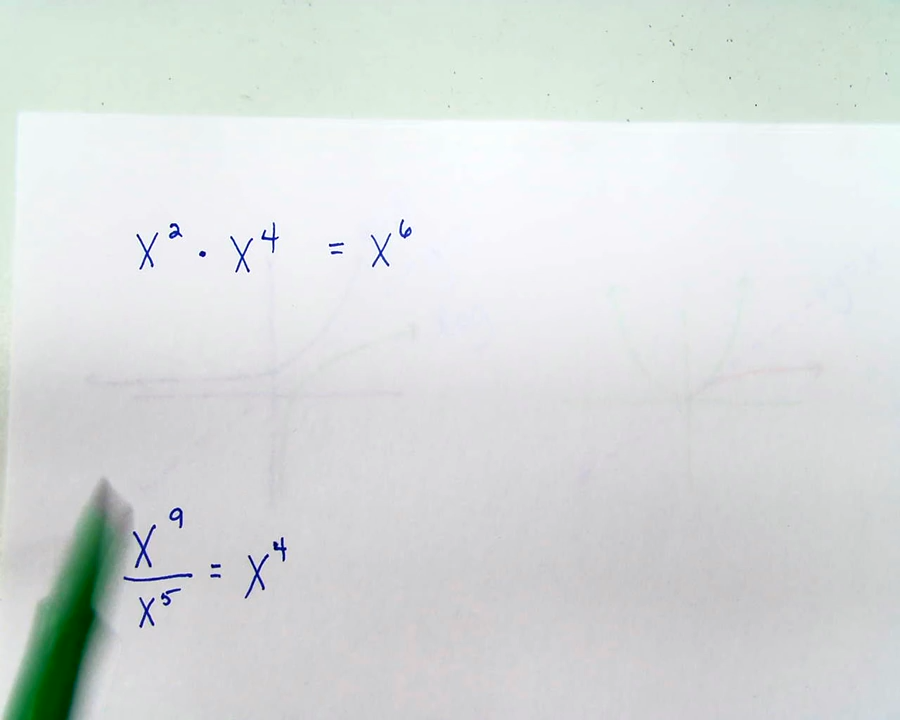 X² · X⁴ = X⁶
X⁹/X⁵ = X⁴